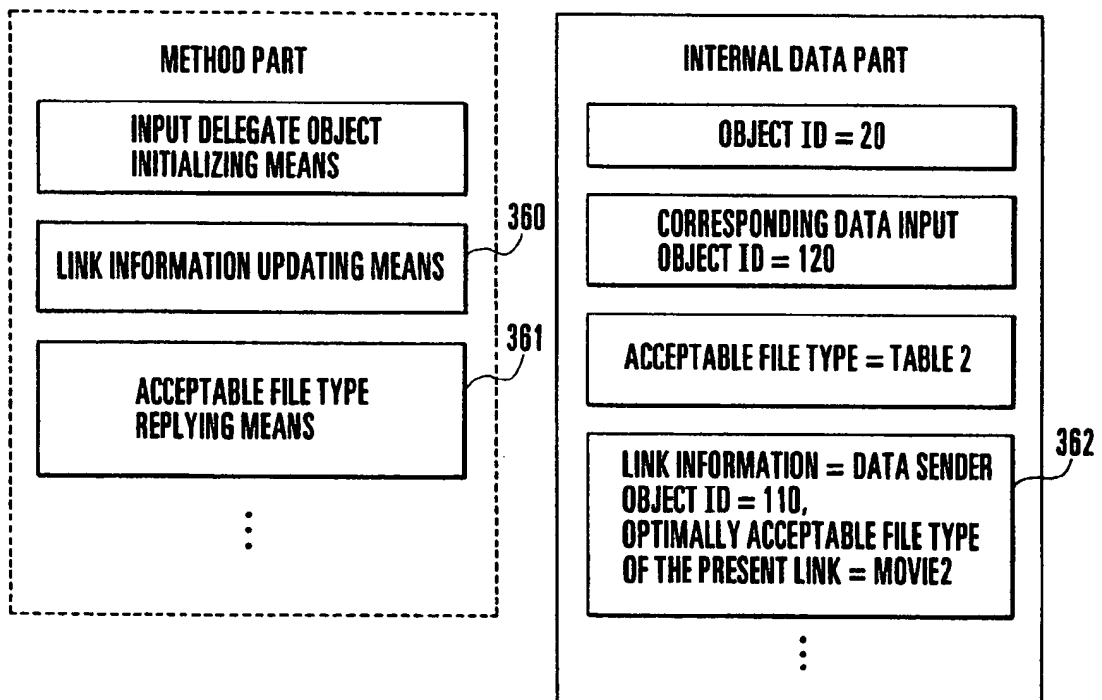 METHOD PART
INPUT DELEGATE OBJECT
INITIALIZING MEANS
360
LINK INFORMATION UPDATING MEANS
361
ACCEPTABLE FILE TYPE
REPLYING MEANS
INTERNAL DATA PART
OBJECT ID = 20
CORRESPONDING DATA INPUT
OBJECT ID = 120
ACCEPTABLE FILE TYPE = TABLE 2
362
LINK INFORMATION = DATA SENDER
OBJECT ID = 110,
OPTIMALLY ACCEPTABLE FILE TYPE
OF THE PRESENT LINK = MOVIE2